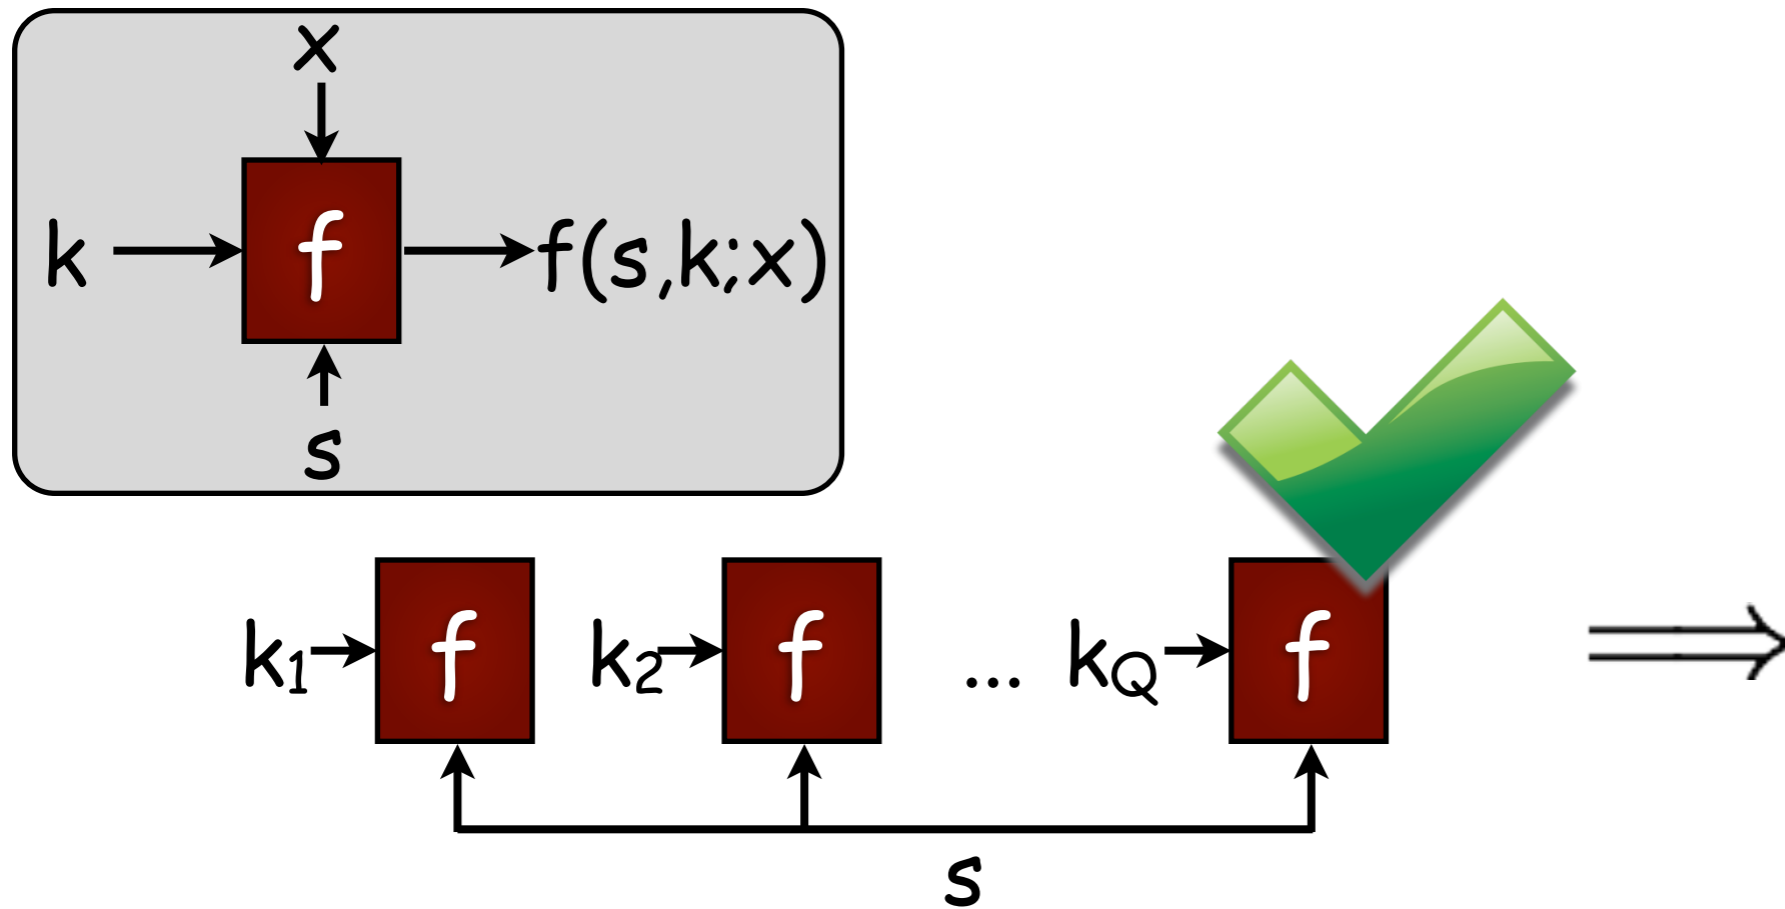 x
k f f(s,k;x)
s
k1 f k2 f ... kQ f ⟹
s